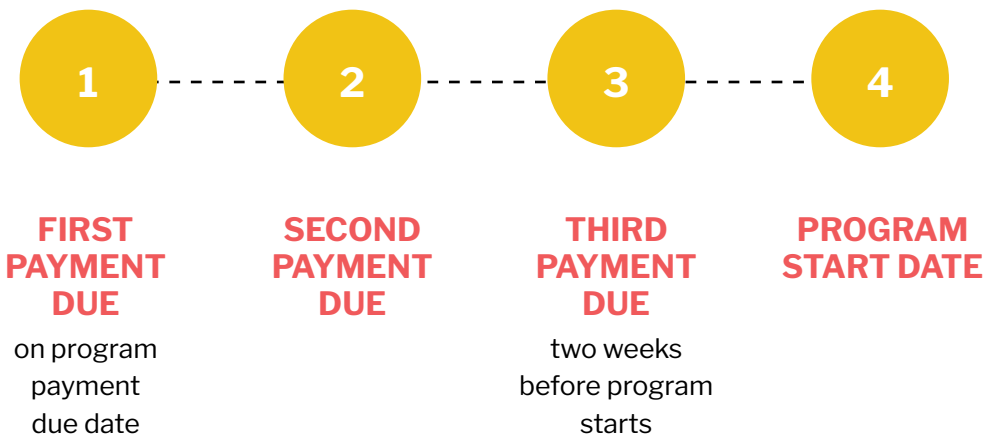 1
2
3
4
FIRST
PAYMENT
DUE
on program
payment
due date
SECOND
PAYMENT
DUE
THIRD
PAYMENT
DUE
two weeks
before program
starts
PROGRAM
START DATE